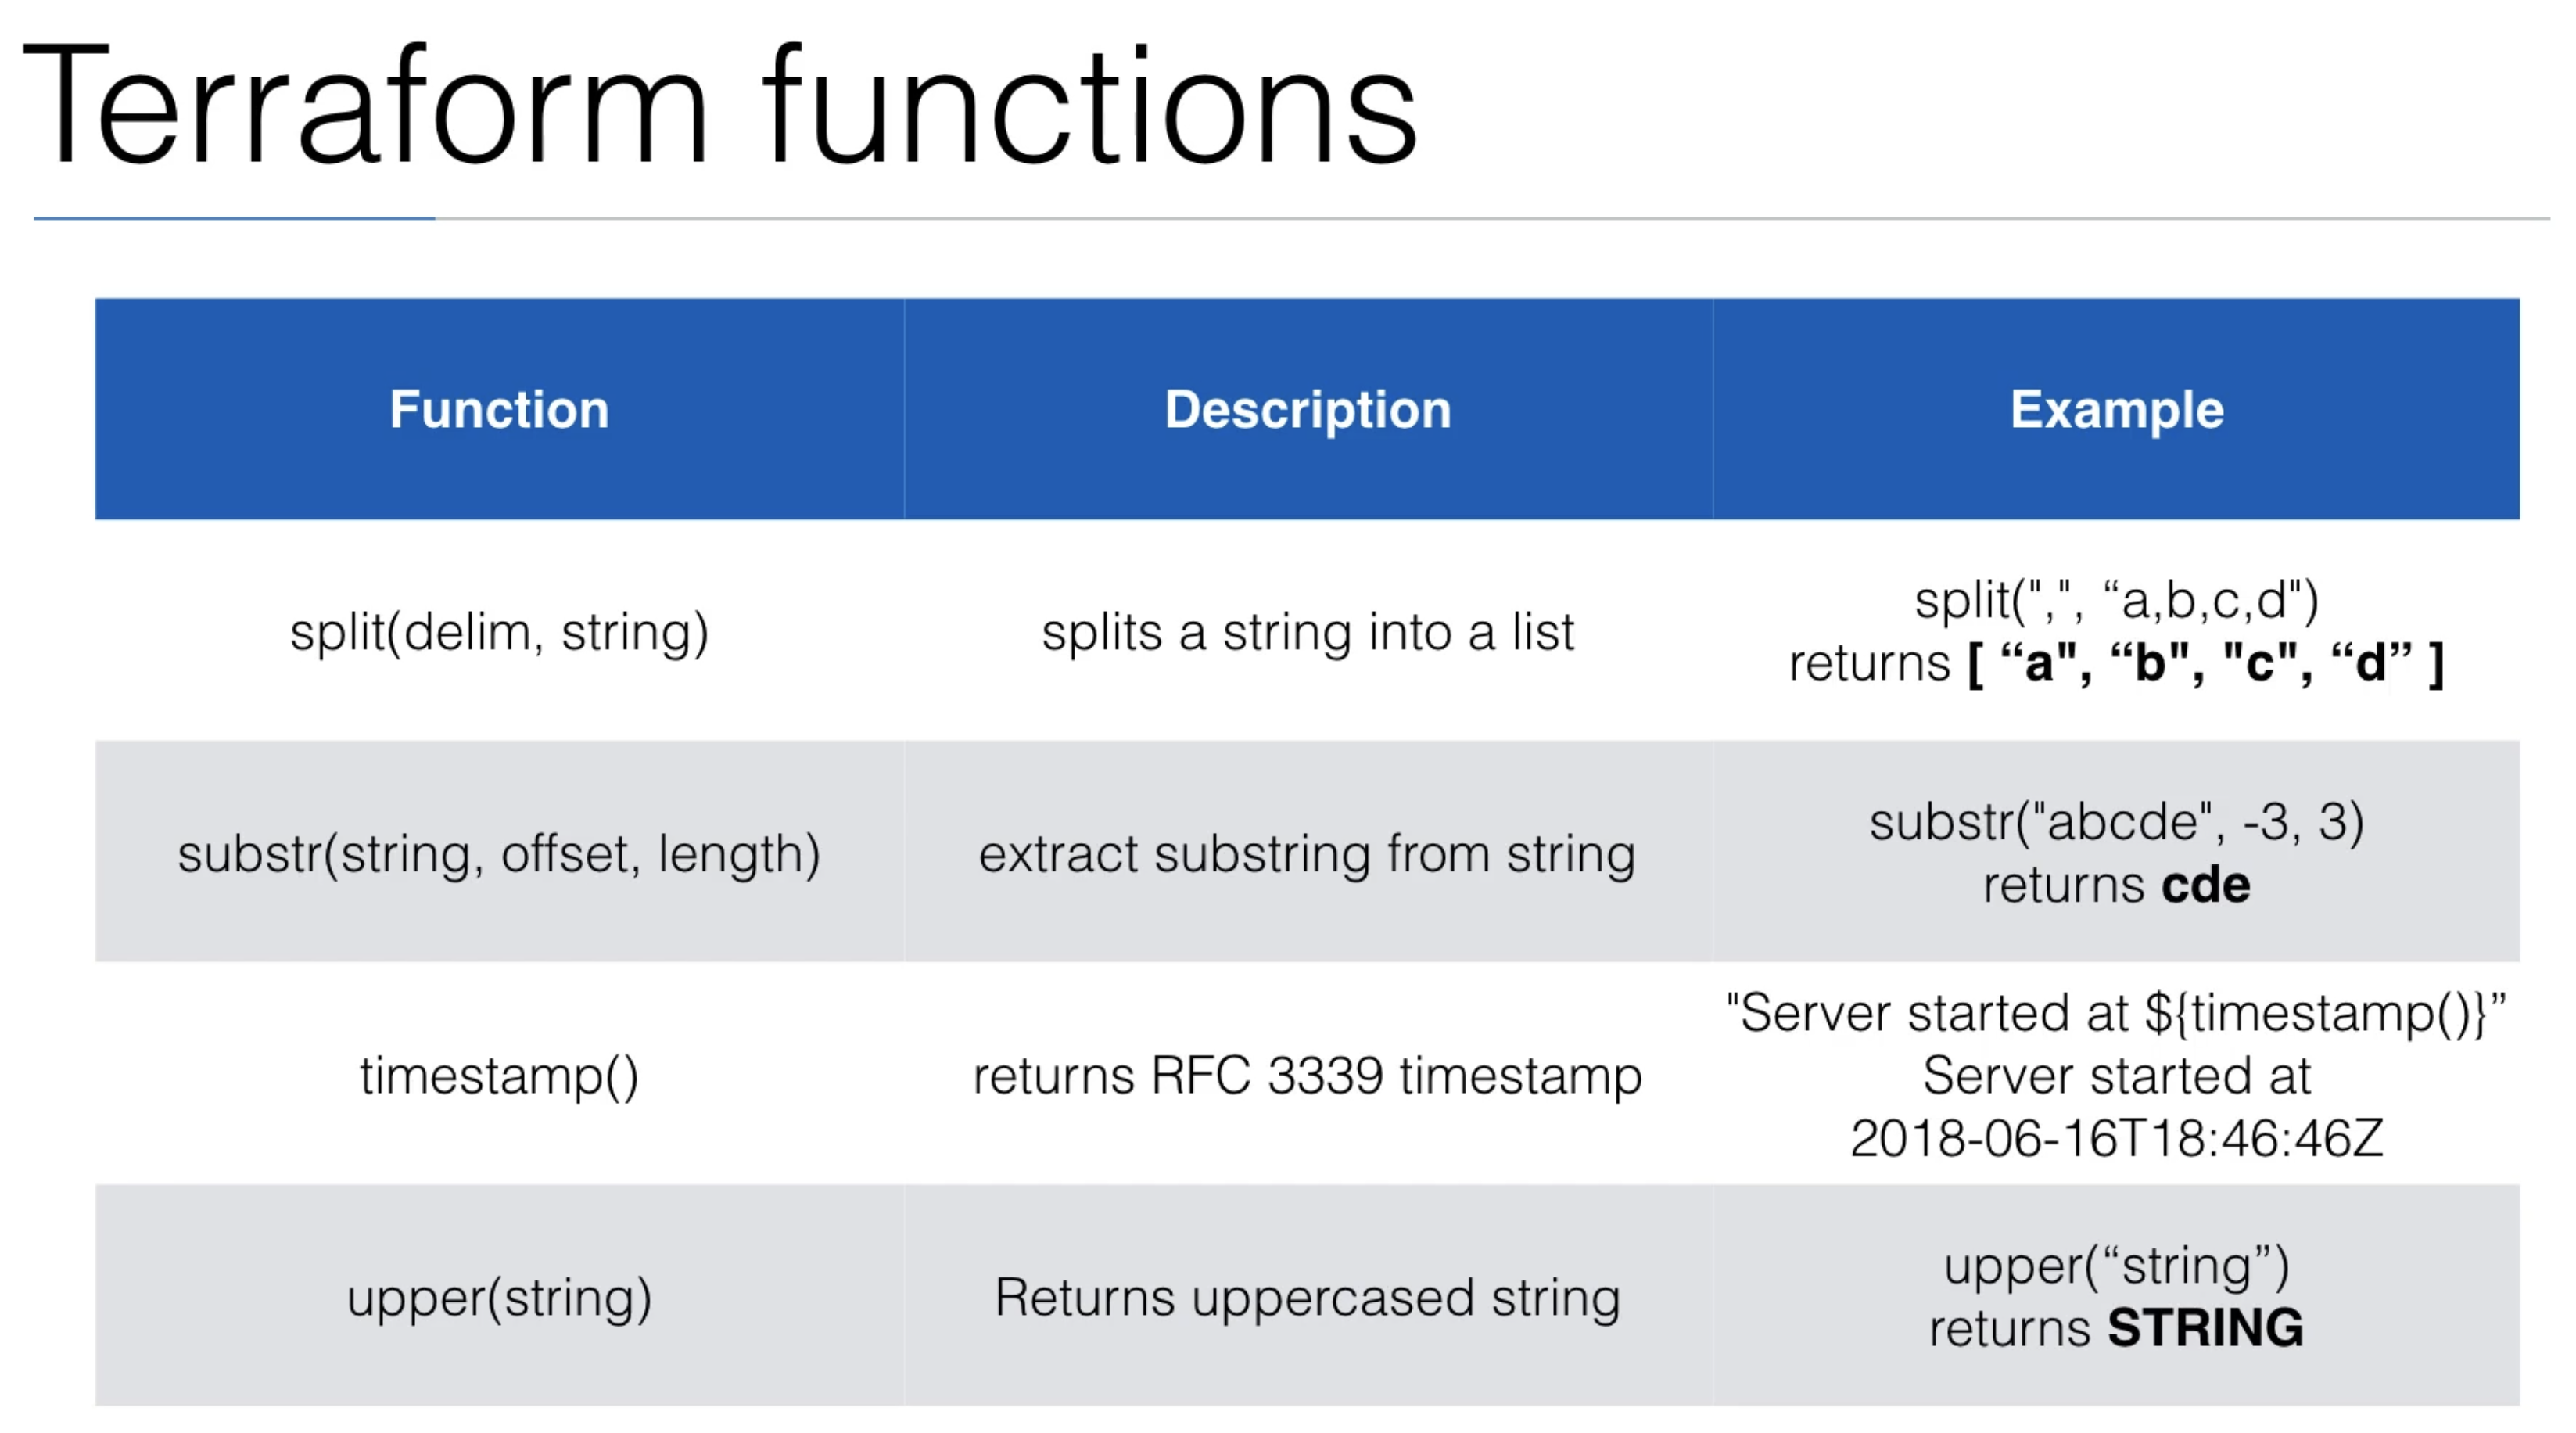 Terraform functions
Function Description Example
split(delim, string) splits a string into a list split(",", “a,b,c,d")
returns [ “a", “b", "c", “d” ]
substr(string, offset, length) extract substring from string substr("abcde", -3, 3)
returns cde
timestamp() returns RFC 3339 timestamp "Server started at ${timestamp()}”
Server started at
2018-06-16T18:46:46Z
upper(string) Returns uppercased string upper(“string”)
returns STRING